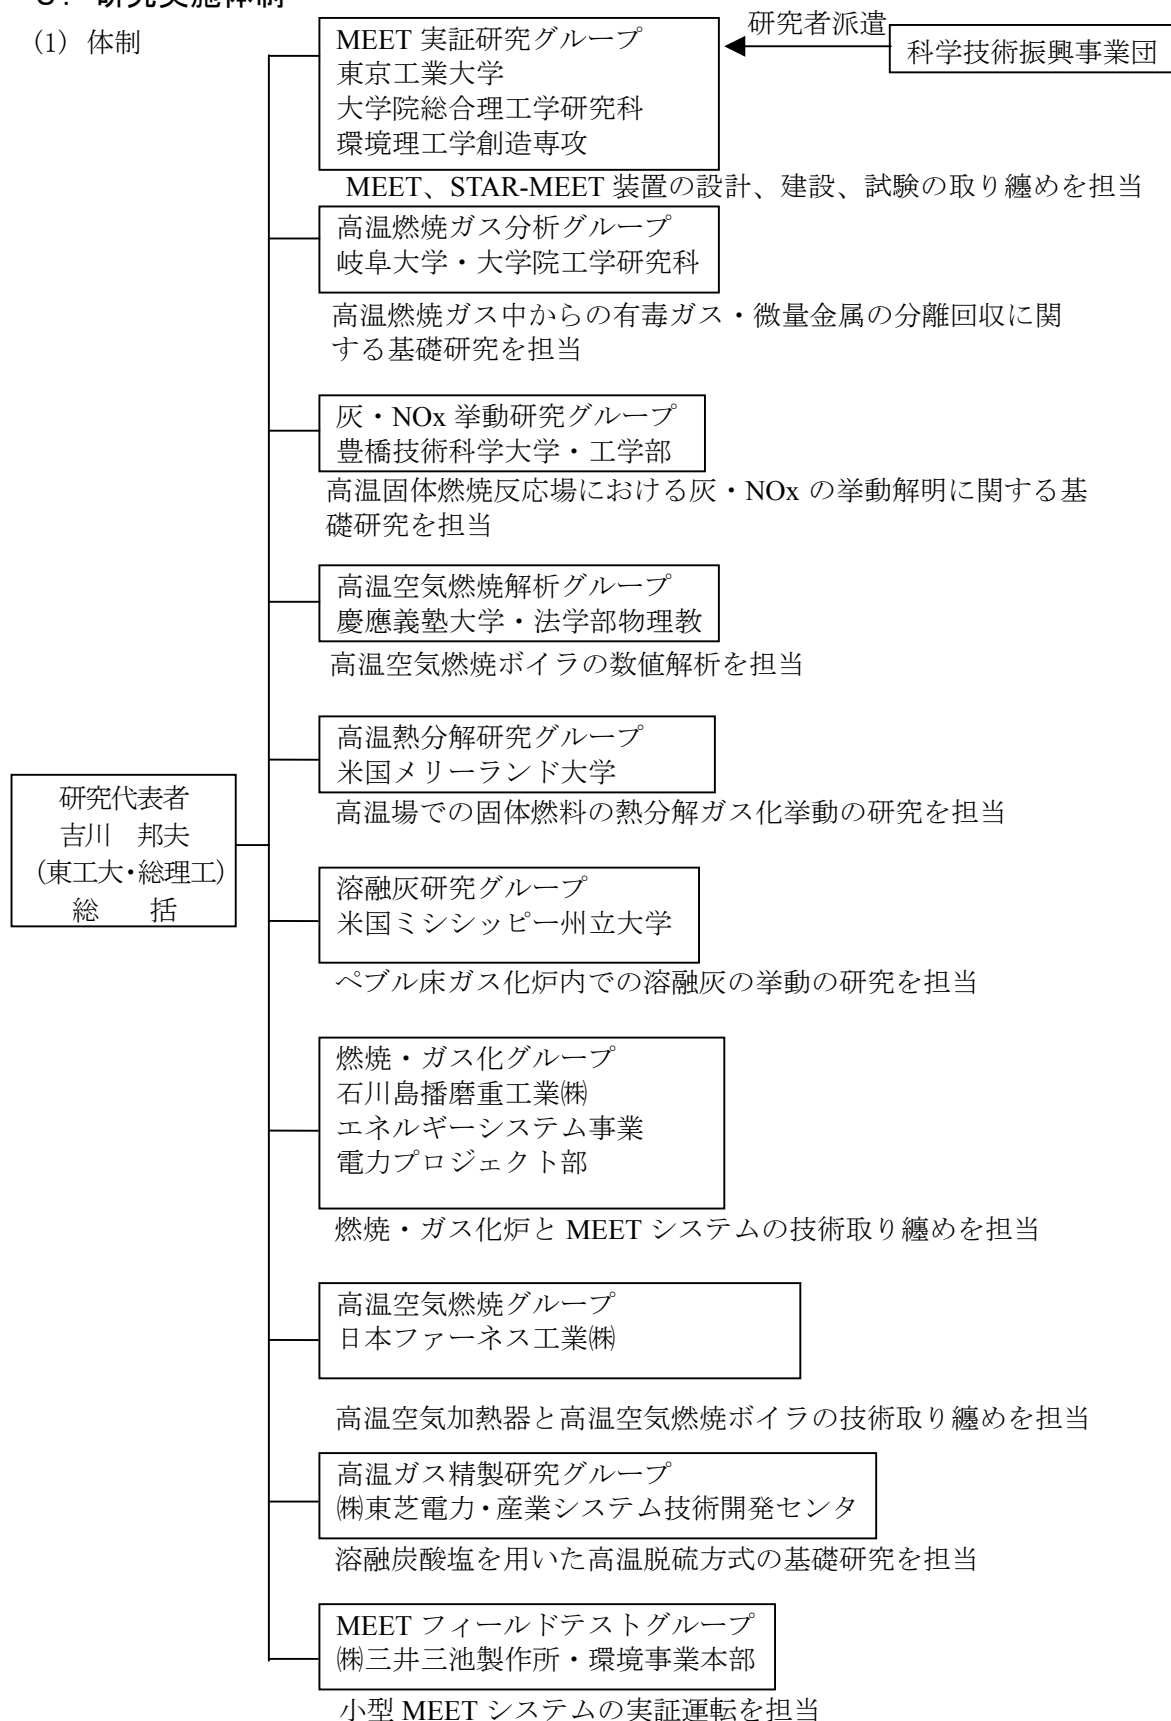 (1) 体制
研究者派遣
科学技術振興事業団
MEET 実証研究グループ
東京工業大学
大学院総合理工学研究科
環境理工学創造専攻
MEET、STAR-MEET 装置の設計、建設、試験の取り纏めを担当
高温燃焼ガス分析グループ
岐阜大学・大学院工学研究科
高温燃焼ガス中からの有毒ガス・微量金属の分離回収に関
する基礎研究を担当
灰・NOx 挙動研究グループ
豊橋技術科学大学・工学部
高温固体燃焼反応場における灰・NOx の挙動解明に関する基
礎研究を担当
高温空気燃焼解析グループ
慶應義塾大学・法学部物理教
高温空気燃焼ボイラの数値解析を担当
高温熱分解研究グループ
米国メリーランド大学
高温場での固体燃料の熱分解ガス化挙動の研究を担当
研究代表者
吉川 邦夫
(東工大・総理工)
総 括
溶融灰研究グループ
米国ミシシッピー州立大学
ペブル床ガス化炉内での溶融灰の挙動の研究を担当
燃焼・ガス化グループ
石川島播磨重工業㈱
エネルギーシステム事業
電力プロジェクト部
燃焼・ガス化炉と MEET システムの技術取り纏めを担当
高温空気燃焼グループ
日本ファーネス工業㈱
高温空気加熱器と高温空気燃焼ボイラの技術取り纏めを担当
高温ガス精製研究グループ
㈱東芝電力・産業システム技術開発センタ
溶融炭酸塩を用いた高温脱硫方式の基礎研究を担当
MEET フィールドテストグループ
㈱三井三池製作所・環境事業本部
小型 MEET システムの実証運転を担当